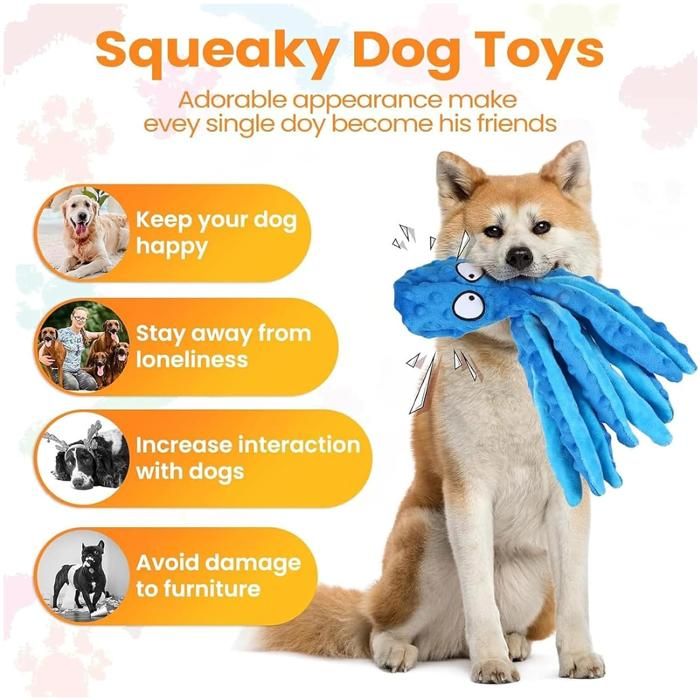 Squeaky Dog Toys
Adorable appearance make
evey single doy become his friends
Keep your dog
happy
Stay away from
loneliness
Increase interaction
with dogs
Avoid damage
to furniture